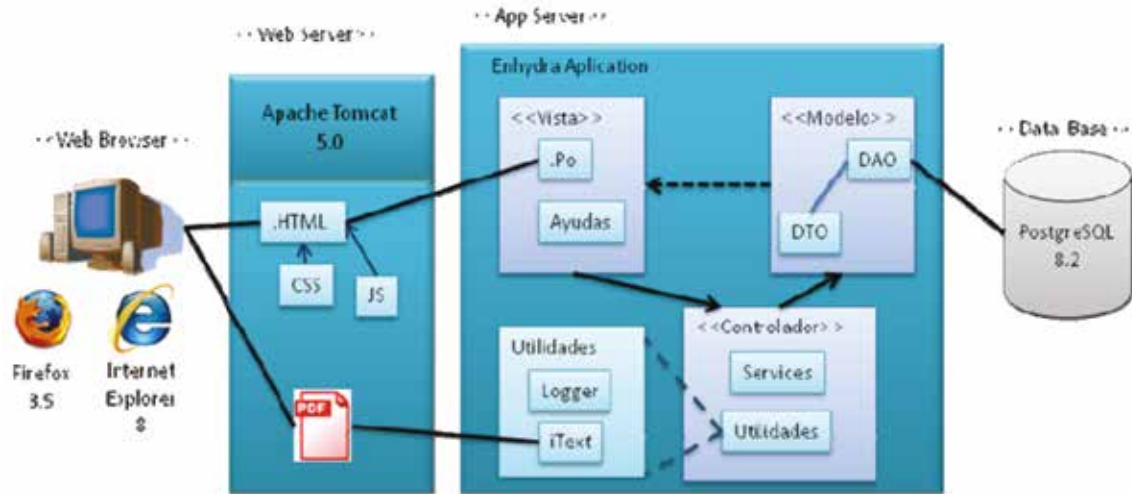 <<Web Browser>>
Firefox
3.5
Internet
Explorer
8
<<Web Server>>
Apache Tomcat
5.0
.HTML
CSS
JS
PDF
<<App Server>>
Enhydra Aplication
<<Vista>>
.Po
Ayudas
<<Modelo>>
DAO
DTO
<<Controlador>>
Services
Utilidades
Utilidades
Logger
iText
<<Data Base>>
PostgreSQL
8.2